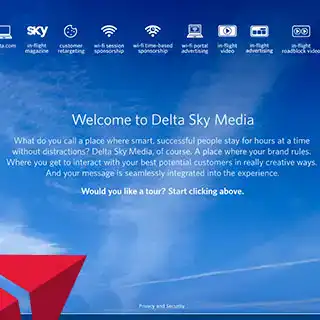 ta.com
sky
in-flight
magazine
customer
retargeting
wi-fi session
sponsorship
wi-fi time-based
sponsorship
wi-fi portal
advertising
in-flight
video
in-flight
advertising
in-flight
roadblock video
Welcome to Delta Sky Media
What do you call a place where smart, successful people stay for hours at a time
without distractions? Delta Sky Media, of course. A place where your brand rules.
Where you get to interact with your best potential customers in really creative ways.
And your message is seamlessly integrated into the experience.
Would you like a tour? Start clicking above.
Privacy and Security